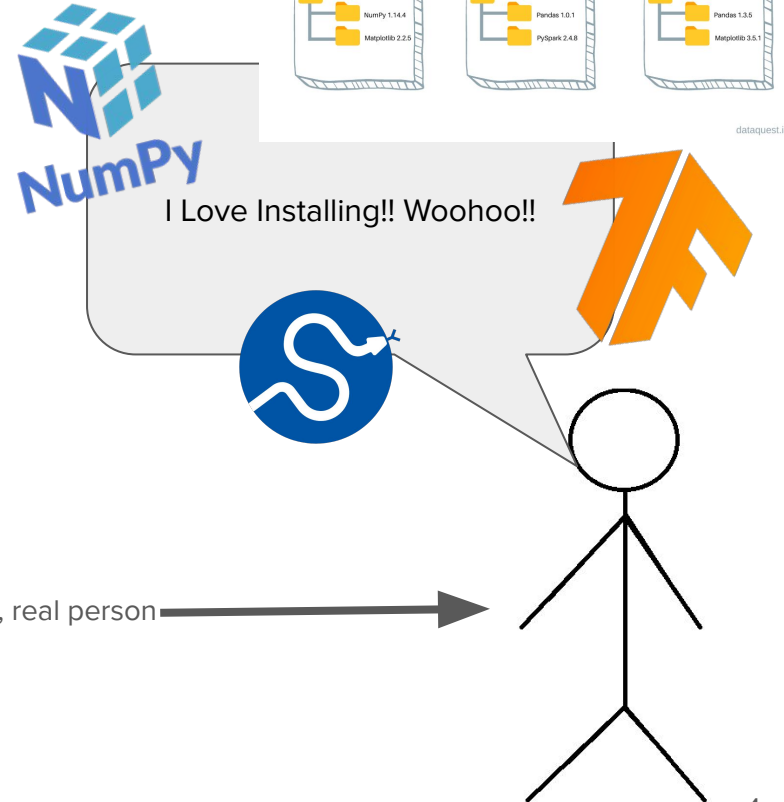 NumPy 1.14.4
Matplotlib 2.2.5
Pandas 1.0.1
PySpark 2.4.8
Pandas 1.3.5
Matplotlib 3.5.1
dataquest.i
NumPy
I Love Installing!! Woohoo!!
, real person